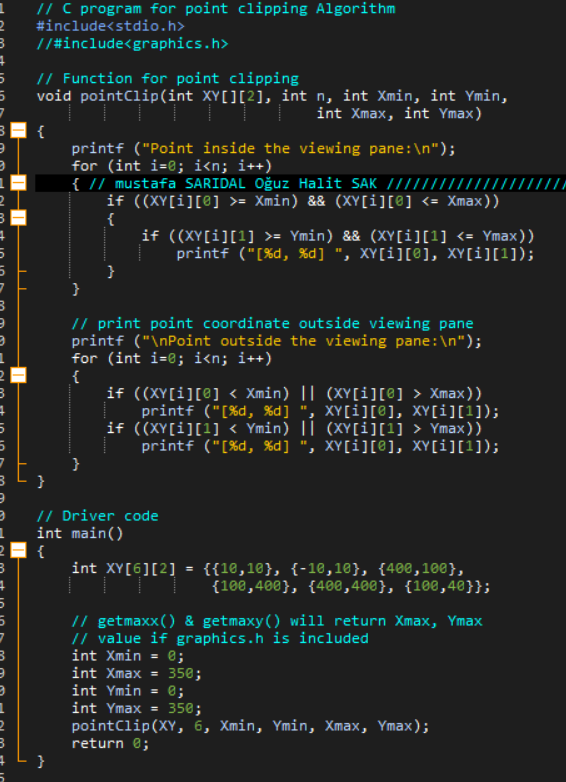 // C program for point clipping Algorithm
#include<stdio.h>
//#include<graphics.h>
// Function for point clipping
void pointClip(int XY[][2], int n, int Xmin, int Ymin,
int Xmax, int Ymax)
{
printf ("Point inside the viewing pane:\n");
for (int i=0; i<n; i++)
{ // mustafa SARIDAL Oğuz Halit SAK /////////////////////
if ((XY[i][0] >= Xmin) && (XY[i][0] <= Xmax))
{
if ((XY[i][1] >= Ymin) && (XY[i][1] <= Ymax))
printf ("[%d, %d] ", XY[i][0], XY[i][1]);
}
}
// print point coordinate outside viewing pane
printf ("\nPoint outside the viewing pane:\n");
for (int i=0; i<n; i++)
{
if ((XY[i][0] < Xmin) || (XY[i][0] > Xmax))
printf ("[%d, %d] ", XY[i][0], XY[i][1]);
if ((XY[i][1] < Ymin) || (XY[i][1] > Ymax))
printf ("[%d, %d] ", XY[i][0], XY[i][1]);
}
}
// Driver code
int main()
{
int XY[6][2] = {{10,10}, {-10,10}, {400,100},
{100,400}, {400,400}, {100,40}};
// getmaxx() & getmaxy() will return Xmax, Ymax
// value if graphics.h is included
int Xmin = 0;
int Xmax = 350;
int Ymin = 0;
int Ymax = 350;
pointClip(XY, 6, Xmin, Ymin, Xmax, Ymax);
return 0;
}